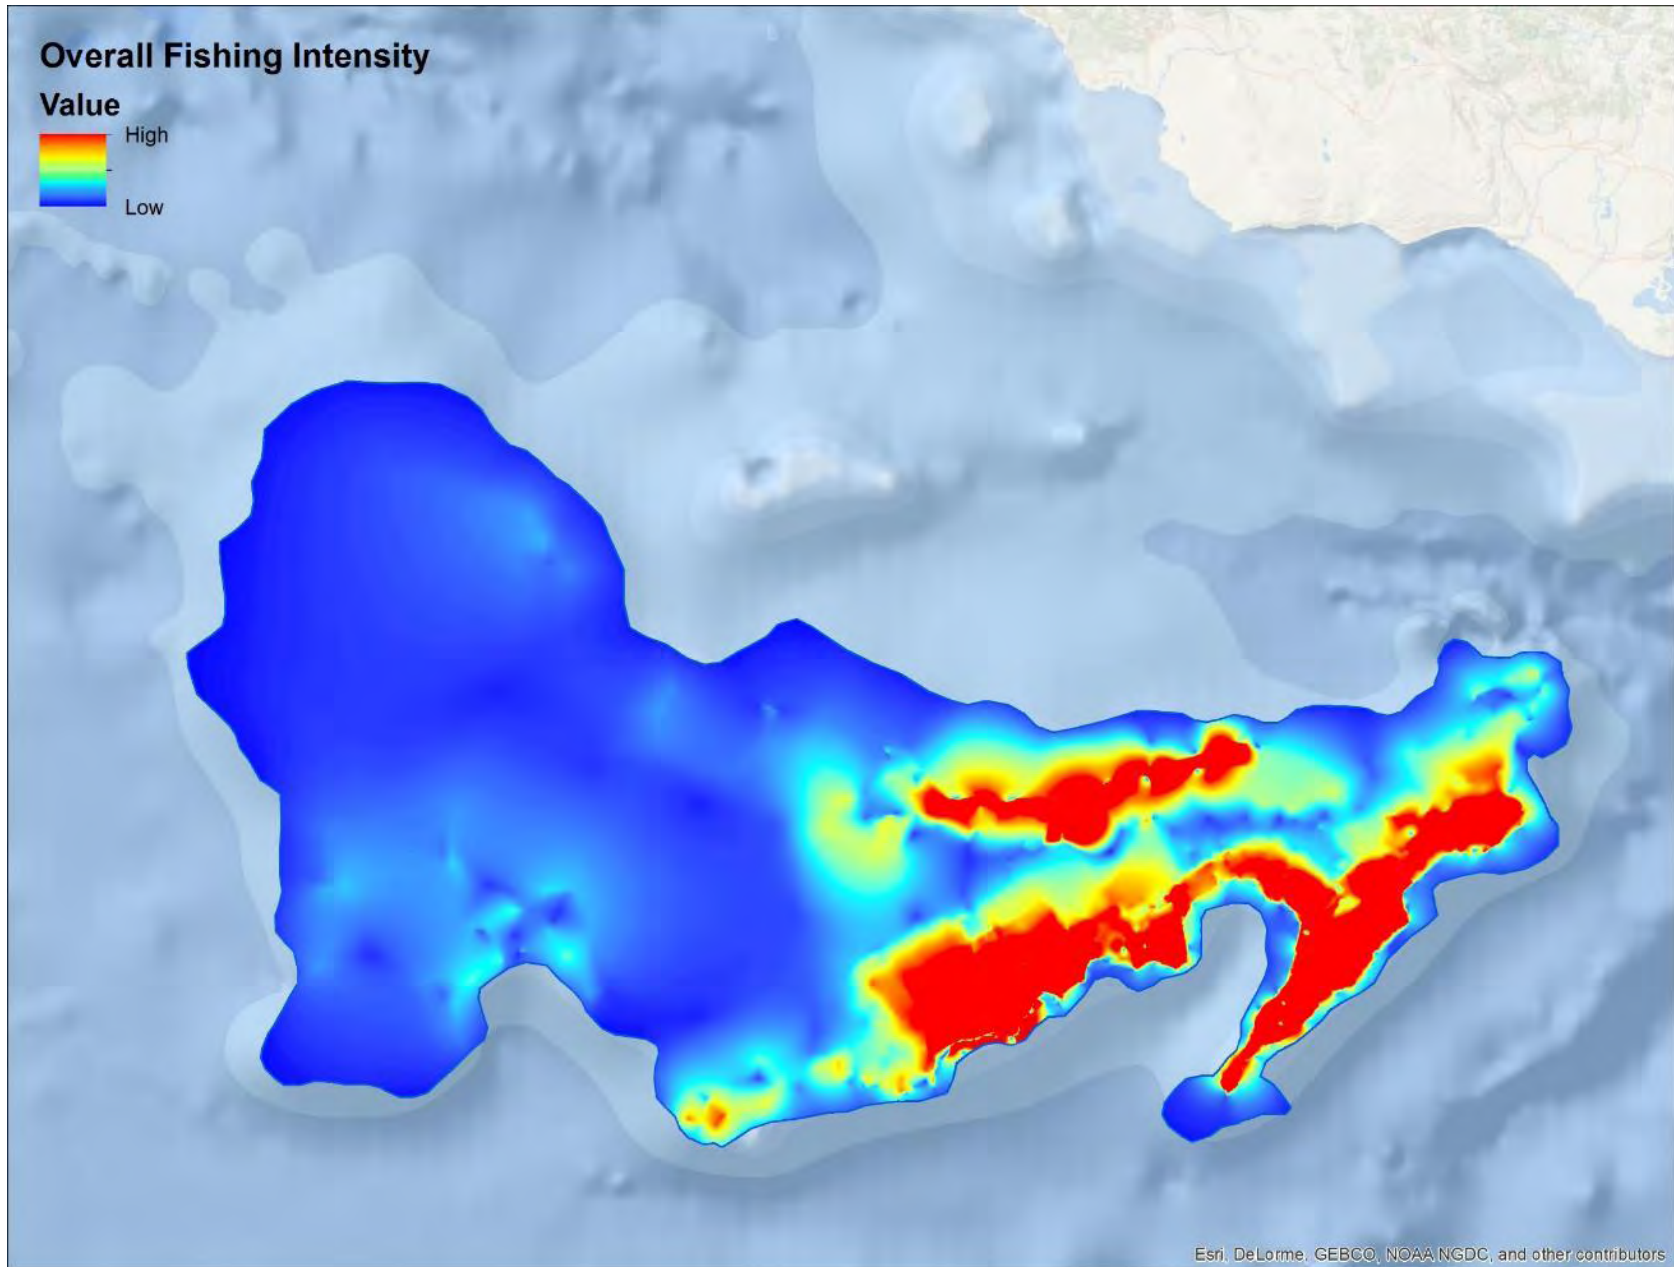 Overall Fishing Intensity
Value
High
Low
Esri, DeLorme, GEBCO, NOAA NGDC, and other contributors